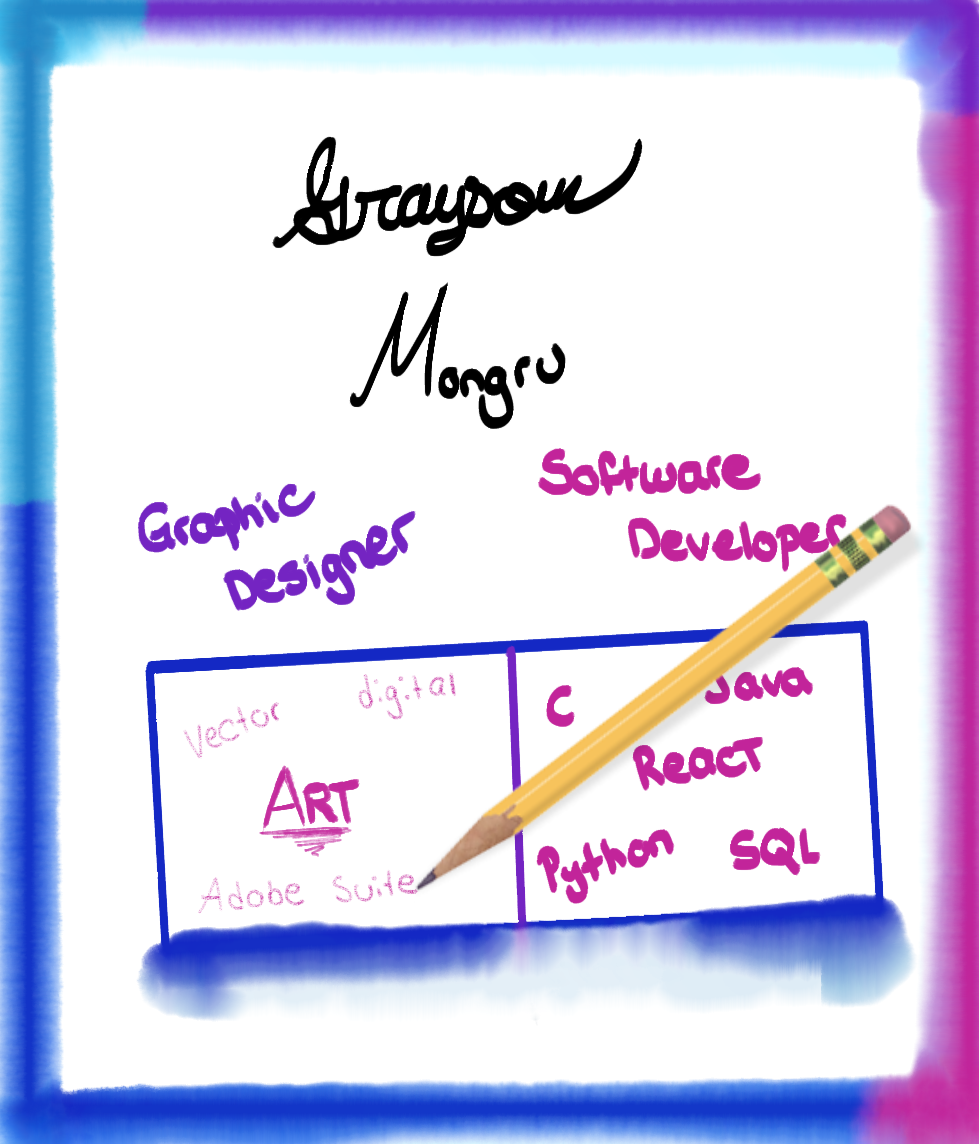 Grayson
Mongru
Graphic
Designer
Software
Developer
Vector digital
ART
Adobe Suite
C Java
React
Python SQL